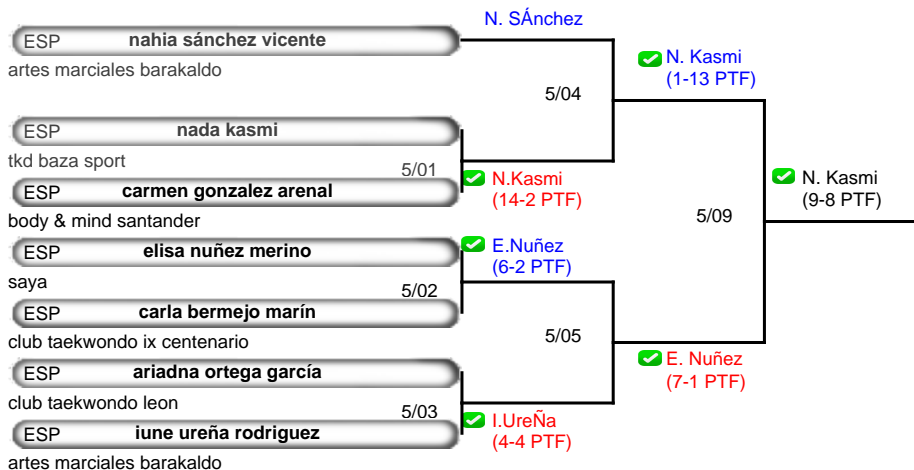 N. SÁnchez
ESP nahia sánchez vicente
artes marciales barakaldo
N. Kasmi
(1-13 PTF)
5/04
ESP nada kasmi
tkd baza sport
5/01
N.Kasmi
(14-2 PTF)
ESP carmen gonzalez arenal
body & mind santander
N. Kasmi
(9-8 PTF)
5/09
ESP elisa nuñez merino
saya
E.Nuñez
(6-2 PTF)
5/02
ESP carla bermejo marín
club taekwondo ix centenario
5/05
E. Nuñez
(7-1 PTF)
ESP ariadna ortega garcía
club taekwondo leon
5/03
I.UreÑa
(4-4 PTF)
ESP iune ureña rodriguez
artes marciales barakaldo